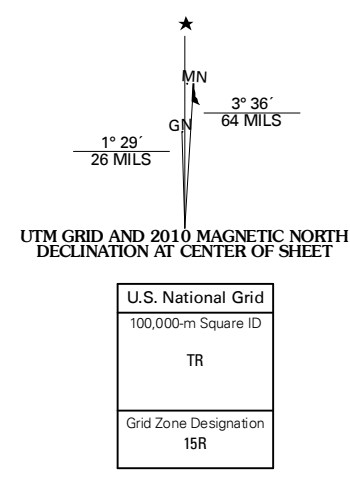 ★
MN
3° 36´
64 MILS
GN
1° 29´
26 MILS
UTM GRID AND 2010 MAGNETIC NORTH
DECLINATION AT CENTER OF SHEET
U.S. National Grid
100,000-m Square ID
TR
Grid Zone Designation
15R